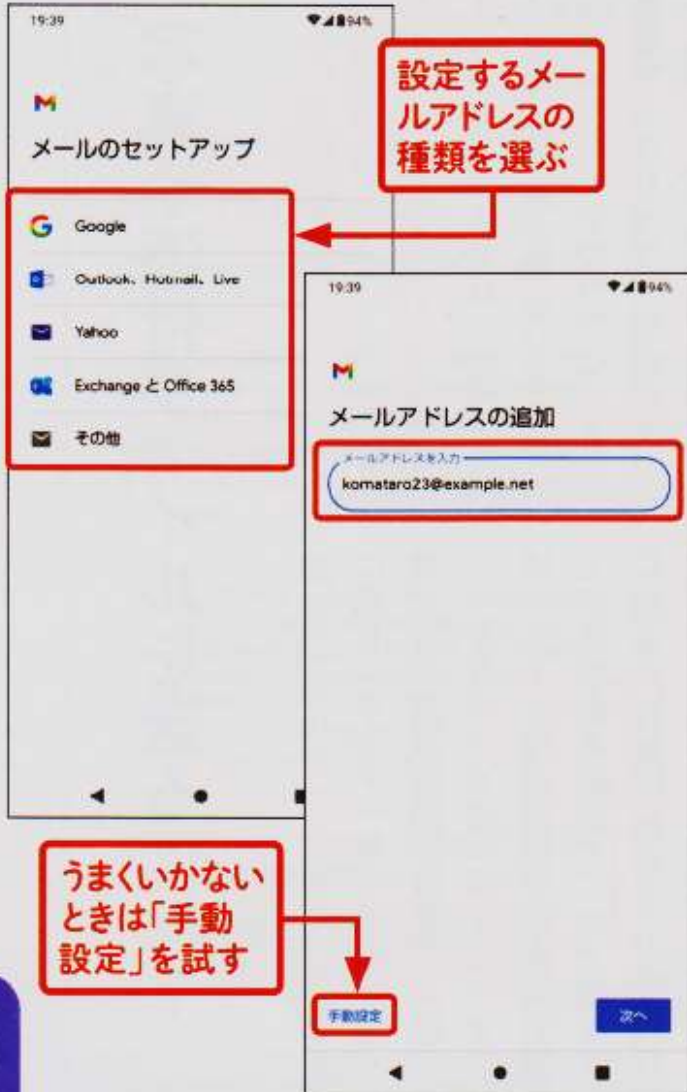 19:39
94%
設定するメー
ルアドレスの
種類を選ぶ
メールのセットアップ
Google
Outlook、Hotmail、Live
Yahoo
Exchange と Office 365
その他
19:39
94%
メールアドレスの追加
メールアドレスを入力
komataro23@example.net
うまくいかない
ときは「手動
設定」を試す
手動設定
次へ